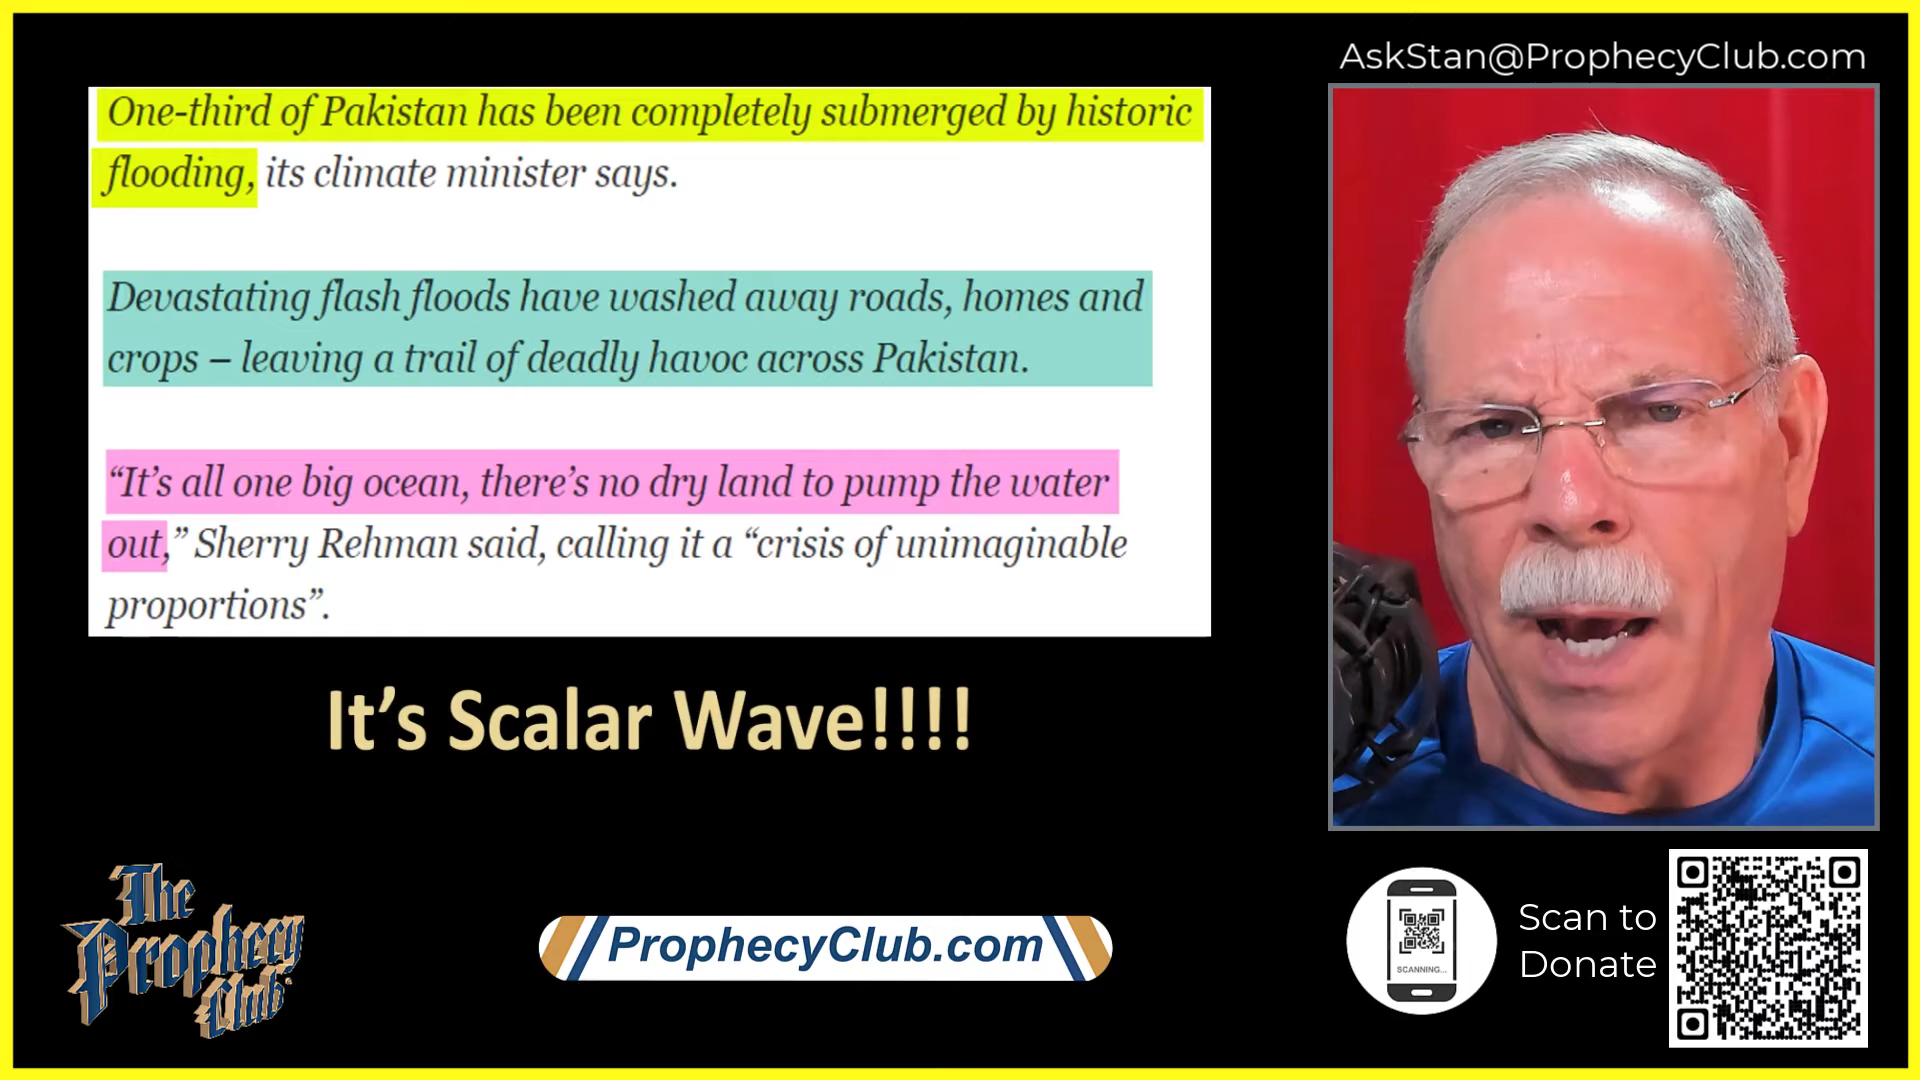 AskStan@ProphecyClub.com
One-third of Pakistan has been completely submerged by historic
flooding, its climate minister says.
Devastating flash floods have washed away roads, homes and
crops – leaving a trail of deadly havoc across Pakistan.
“It’s all one big ocean, there’s no dry land to pump the water
out,” Sherry Rehman said, calling it a “crisis of unimaginable
proportions”.
It’s Scalar Wave!!!!
The
Prophecy
Club
ProphecyClub.com
SCANNING...
Scan to
Donate